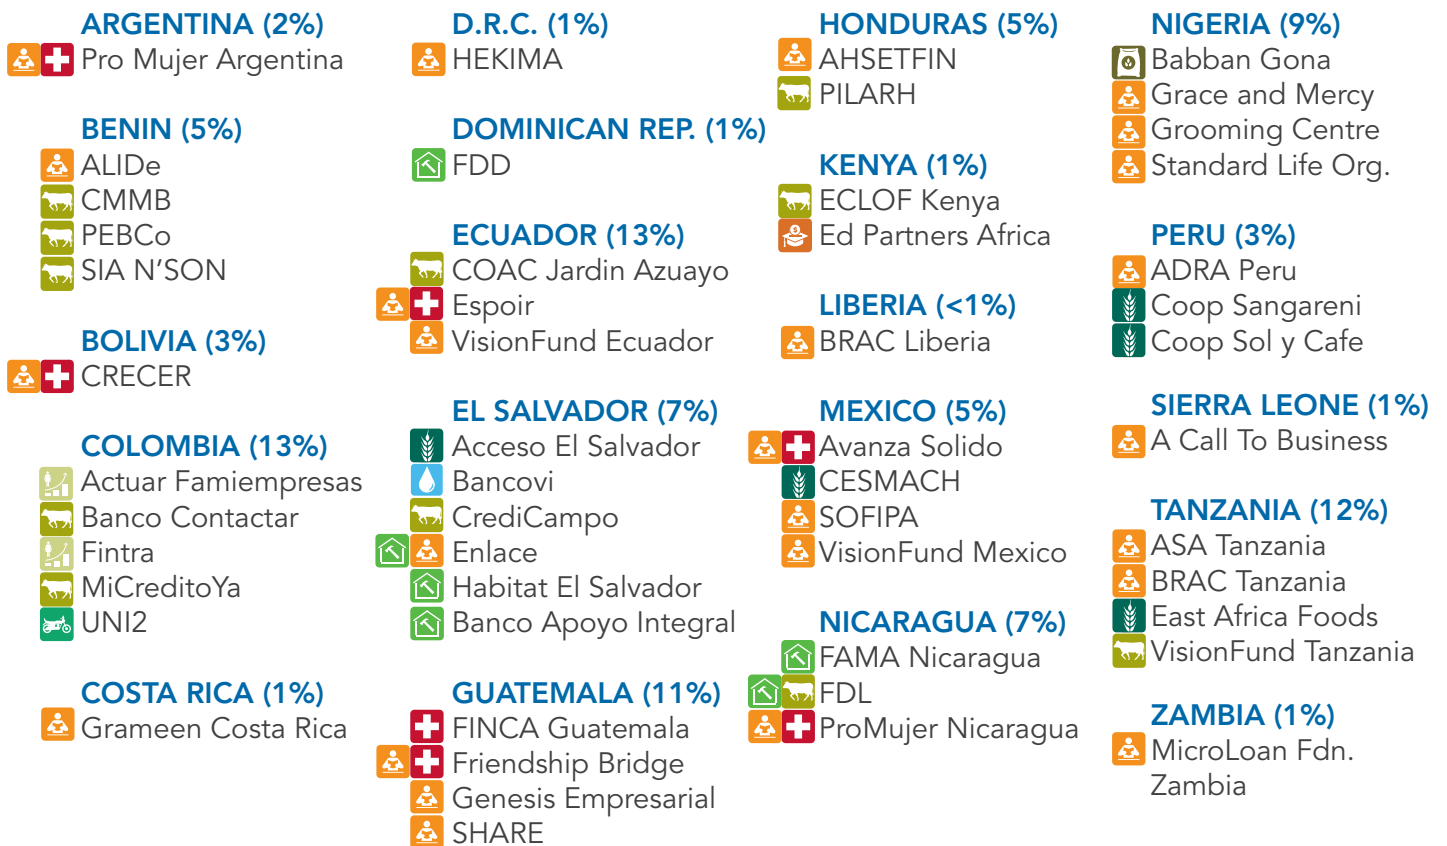 ARGENTINA (2%)
Pro Mujer Argentina
BENIN (5%)
ALIDe
CMMB
PEBCo
SIA N'SON
BOLIVIA (3%)
CRECER
COLOMBIA (13%)
Actuar Famiempresas
Banco Contactar
Fintra
MiCreditoYa
UNI2
COSTA RICA (1%)
Grameen Costa Rica
D.R.C. (1%)
HEKIMA
DOMINICAN REP. (1%)
FDD
ECUADOR (13%)
COAC Jardin Azuayo
Espoir
VisionFund Ecuador
EL SALVADOR (7%)
Acceso El Salvador
Bancovi
CrediCampo
Enlace
Habitat El Salvador
Banco Apoyo Integral
GUATEMALA (11%)
FINCA Guatemala
Friendship Bridge
Genesis Empresarial
SHARE
HONDURAS (5%)
AHSETFIN
PILARH
KENYA (1%)
ECLOF Kenya
Ed Partners Africa
LIBERIA (<1%)
BRAC Liberia
MEXICO (5%)
Avanza Solido
CESMACH
SOFIPA
VisionFund Mexico
NICARAGUA (7%)
FAMA Nicaragua
FDL
ProMujer Nicaragua
NIGERIA (9%)
Babban Gona
Grace and Mercy
Grooming Centre
Standard Life Org.
PERU (3%)
ADRA Peru
Coop Sangareni
Coop Sol y Cafe
SIERRA LEONE (1%)
A Call To Business
TANZANIA (12%)
ASA Tanzania
BRAC Tanzania
East Africa Foods
VisionFund Tanzania
ZAMBIA (1%)
MicroLoan Fdn.
Zambia